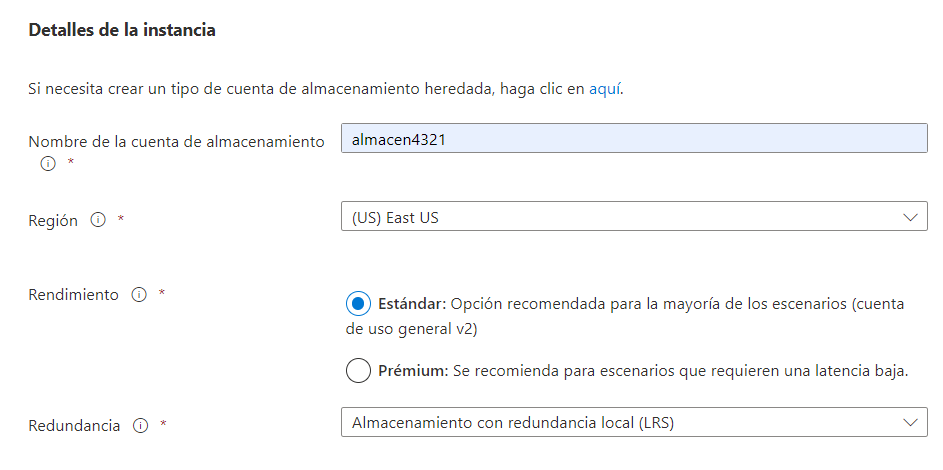 Detalles de la instancia
Si necesita crear un tipo de cuenta de almacenamiento heredada, haga clic en aquí.
Nombre de la cuenta de almacenamiento
*
almacen4321
Región *
(US) East US
Rendimiento *
Estándar: Opción recomendada para la mayoría de los escenarios (cuenta
de uso general v2)
Prémium: Se recomienda para escenarios que requieren una latencia baja.
Redundancia *
Almacenamiento con redundancia local (LRS)